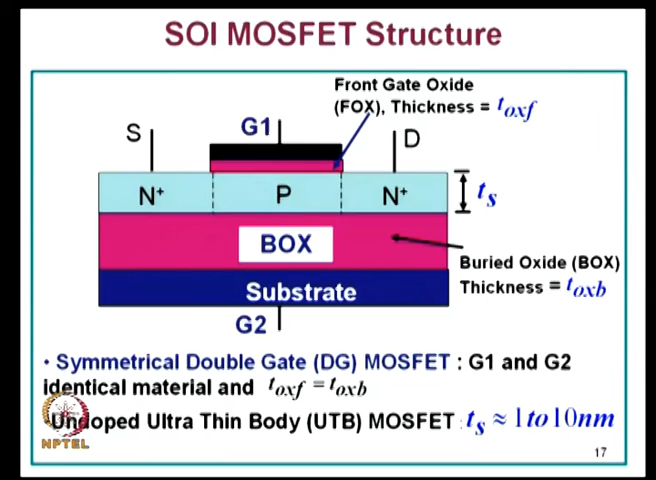 SOI MOSFET Structure
Front Gate Oxide
(FOX), Thickness = toxf
S
G1
D
N+
P
N+
ts
BOX
Buried Oxide (BOX)
Thickness = toxb
Substrate
G2
• Symmetrical Double Gate (DG) MOSFET : G1 and G2
identical material and toxf = toxb
•Undoped Ultra Thin Body (UTB) MOSFET : ts ≈ 1 to 10nm
NPTEL
17